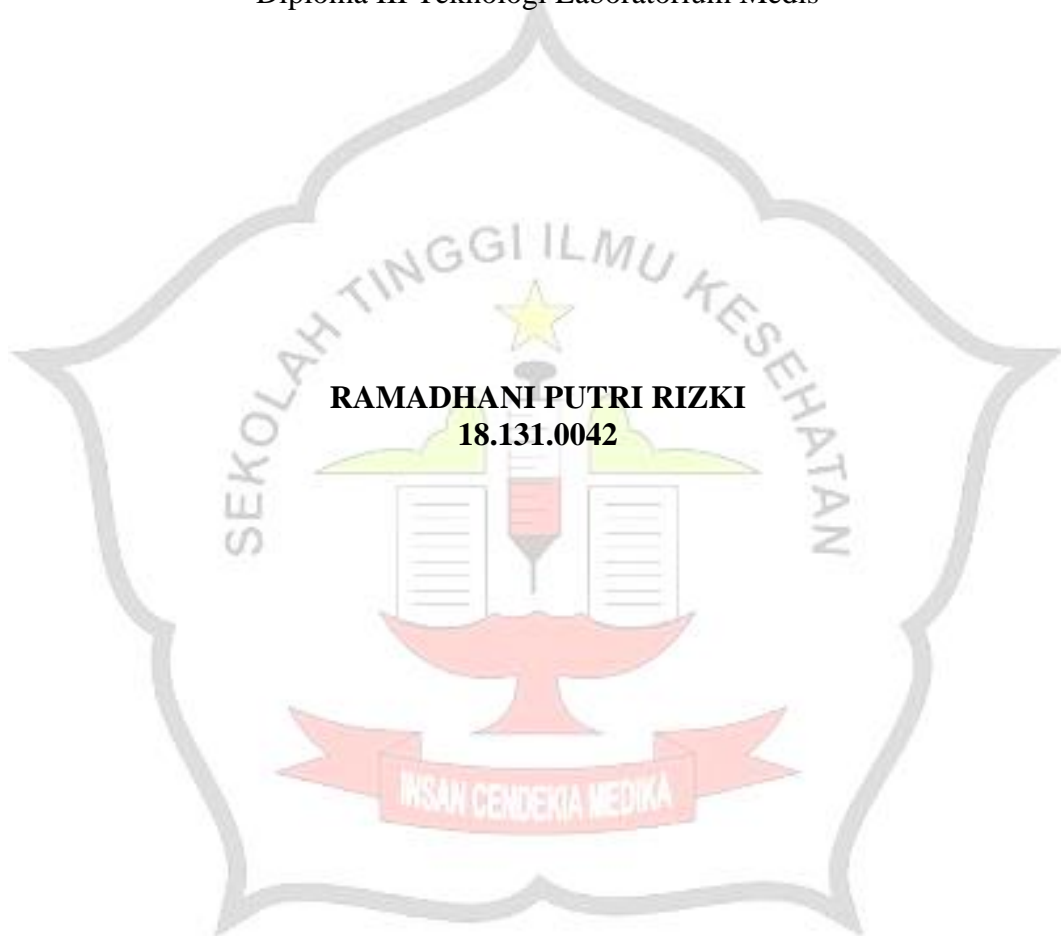 Diploma III Teknologi Laboratorium Medis
SEKOLAH TINGGI ILMU KESEHATAN
RAMADHANI PUTRI RIZKI
18.131.0042
INSAN CENDEKIA MEDIKA